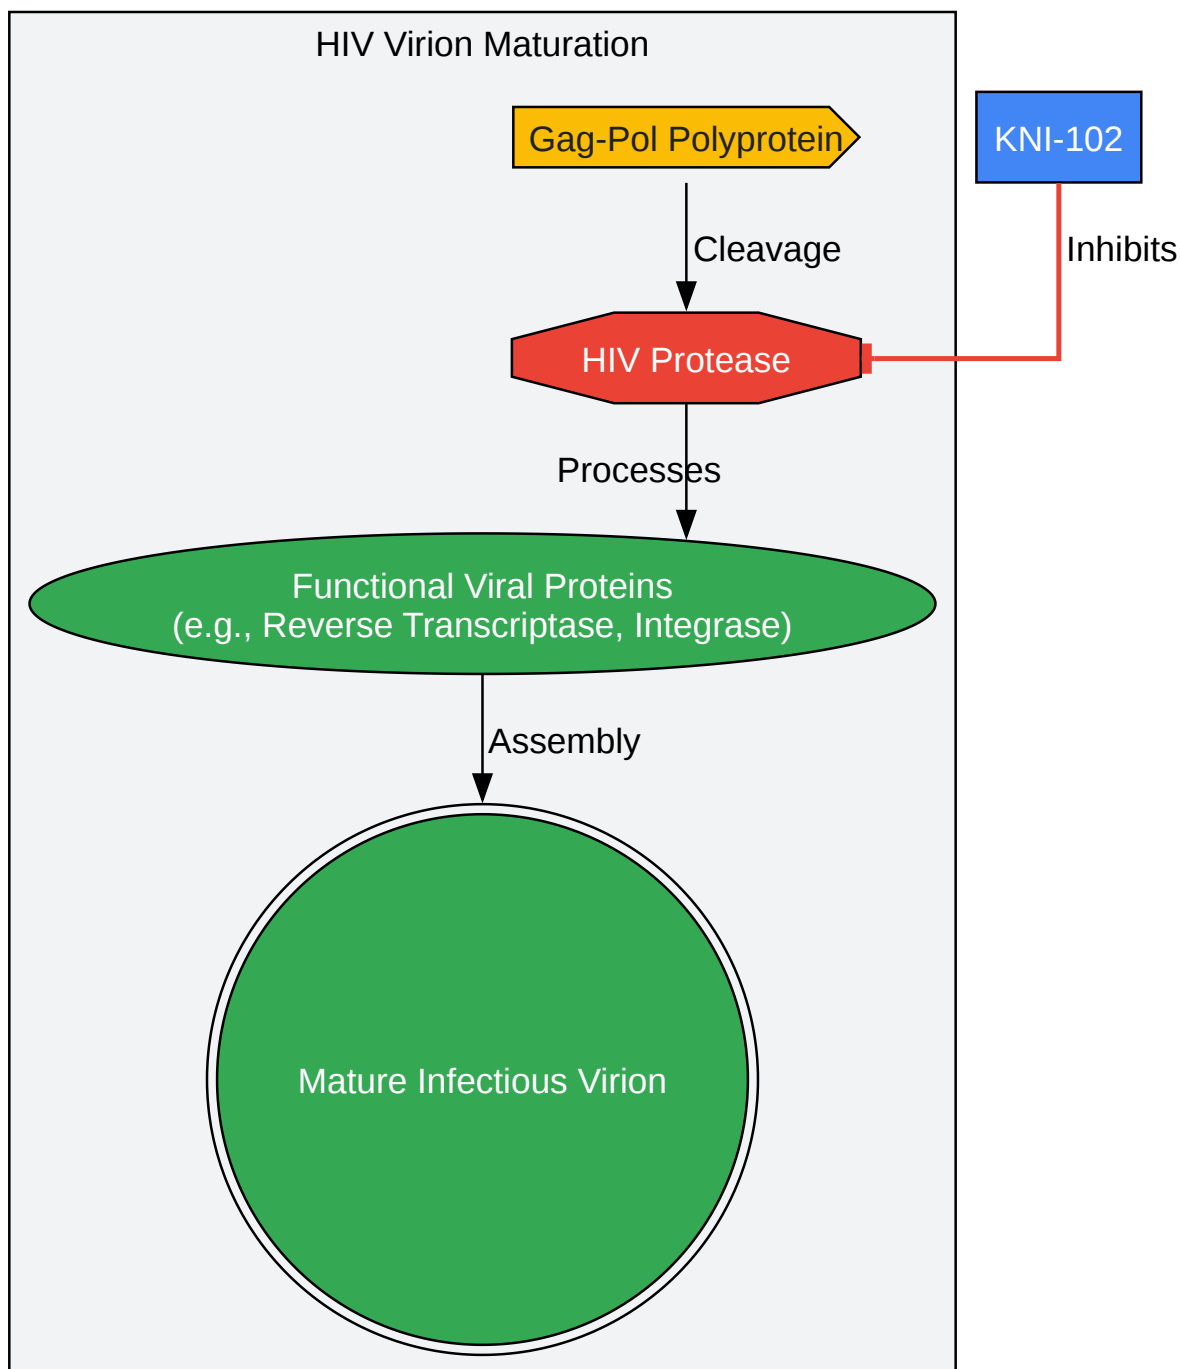 HIV Virion Maturation
Gag-Pol Polyprotein
KNI-102
Cleavage
Inhibits
HIV Protease
Processes
Functional Viral Proteins
(e.g., Reverse Transcriptase, Integrase)
Assembly
Mature Infectious Virion